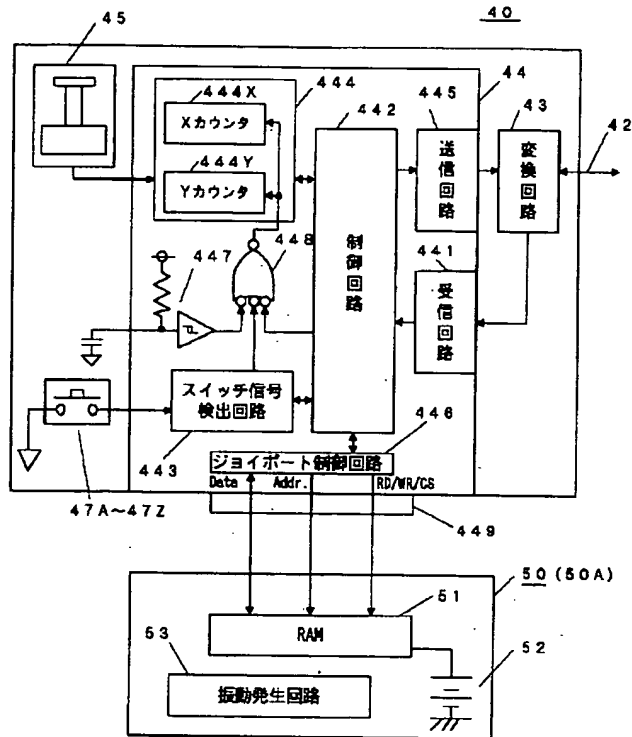 40
45
444X
444
442
445
44
43
42
Xカウンタ
444Y
Yカウンタ
送信回路
変換回路
制御回路
447
448
441
受信回路
スイッチ信号
検出回路
443
446
ジョイポート制御回路
Data
Addr.
RD/WR/CS
47A～47Z
449
50(50A)
51
RAM
53
52
振動発生回路